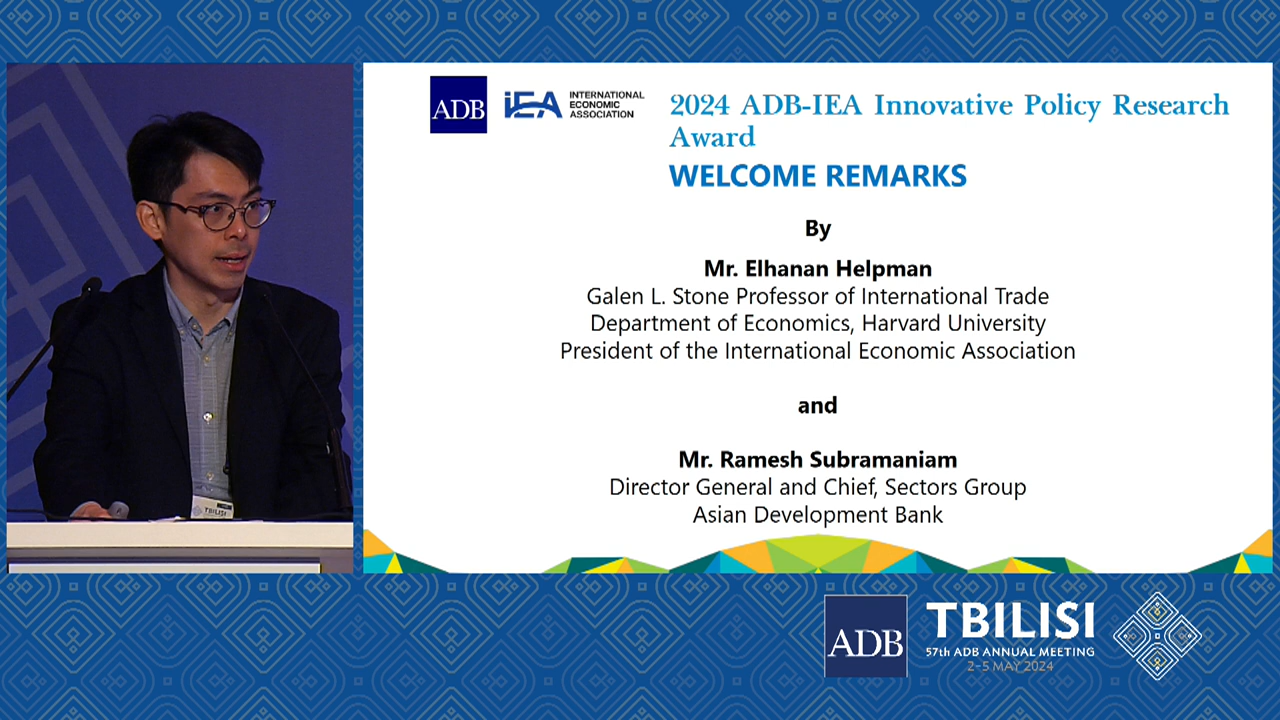 ADB
iEA INTERNATIONAL
ECONOMIC
ASSOCIATION
2024 ADB-IEA Innovative Policy Research
Award
WELCOME REMARKS
By
Mr. Elhanan Helpman
Galen L. Stone Professor of International Trade
Department of Economics, Harvard University
President of the International Economic Association
and
Mr. Ramesh Subramaniam
Director General and Chief, Sectors Group
Asian Development Bank
TBILISI
ADB
TBILISI
57th ADB ANNUAL MEETING
2-5 MAY 2024